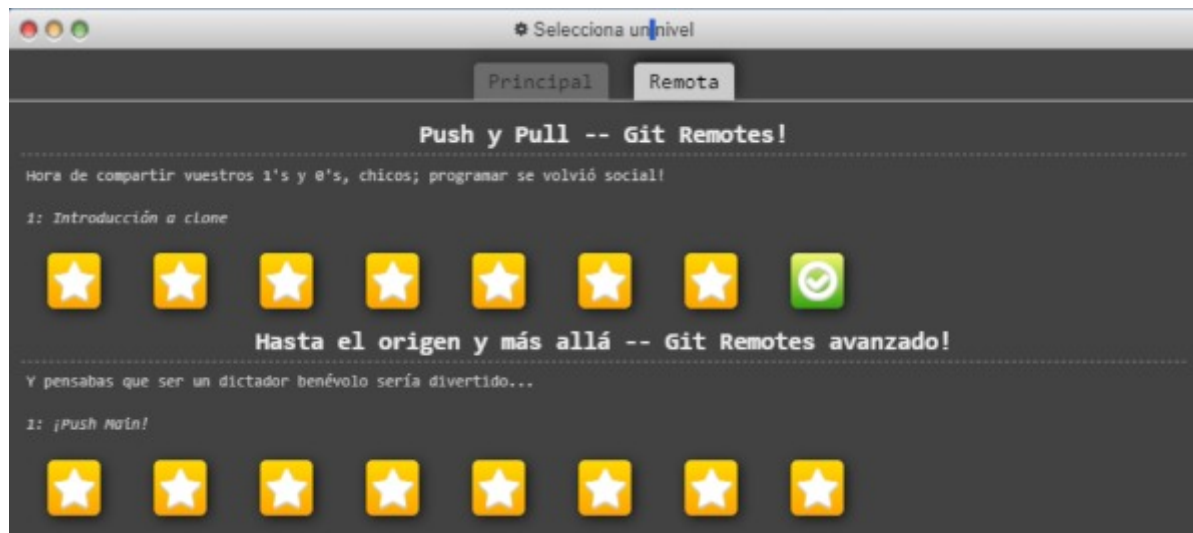 Selecciona un nivel
Principal Remota
Push y Pull -- Git Remotes!
Hora de compartir vuestros 1's y 0's, chicos; programar se volvió social!
1: Introducción a clone
Hasta el origen y más allá -- Git Remotes avanzado!
Y pensabas que ser un dictador benévolo sería divertido...
1: ¡Push Main!